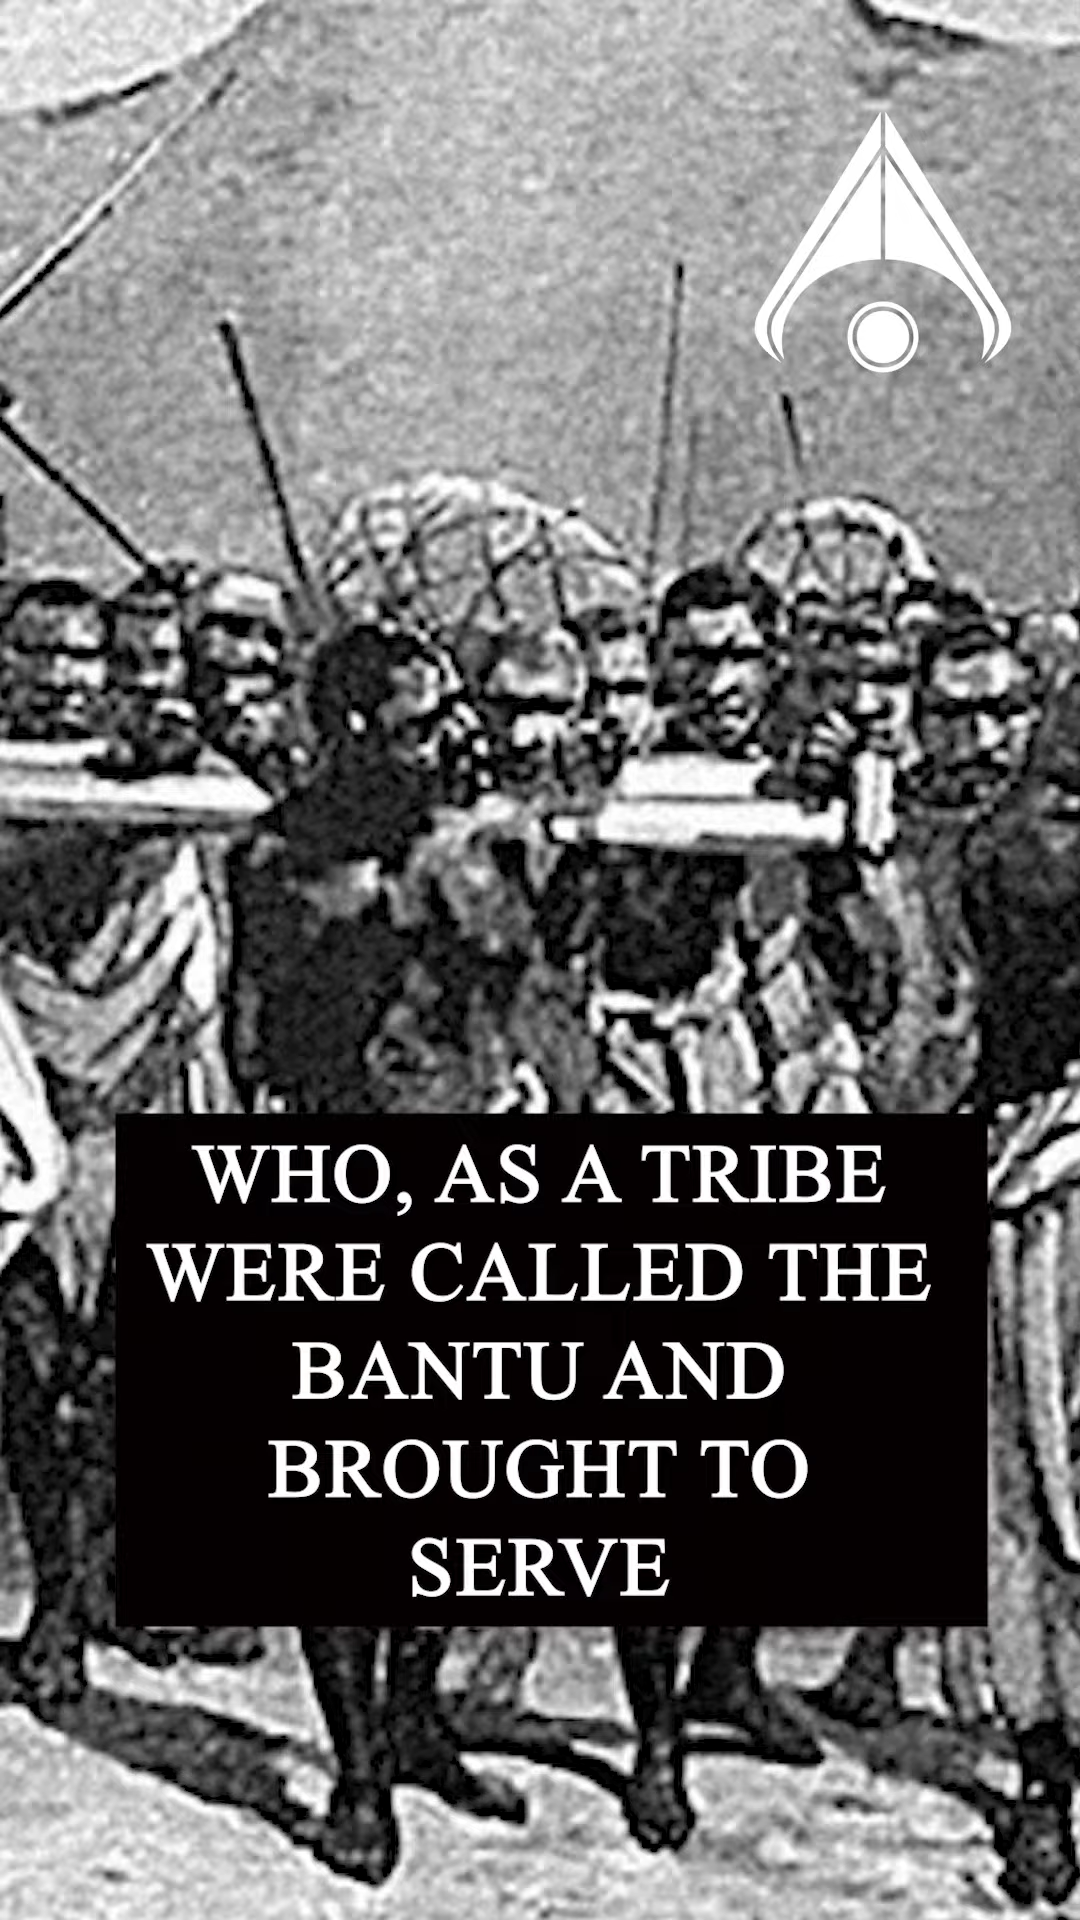 WHO, AS A TRIBE
WERE CALLED THE
BANTU AND
BROUGHT TO
SERVE